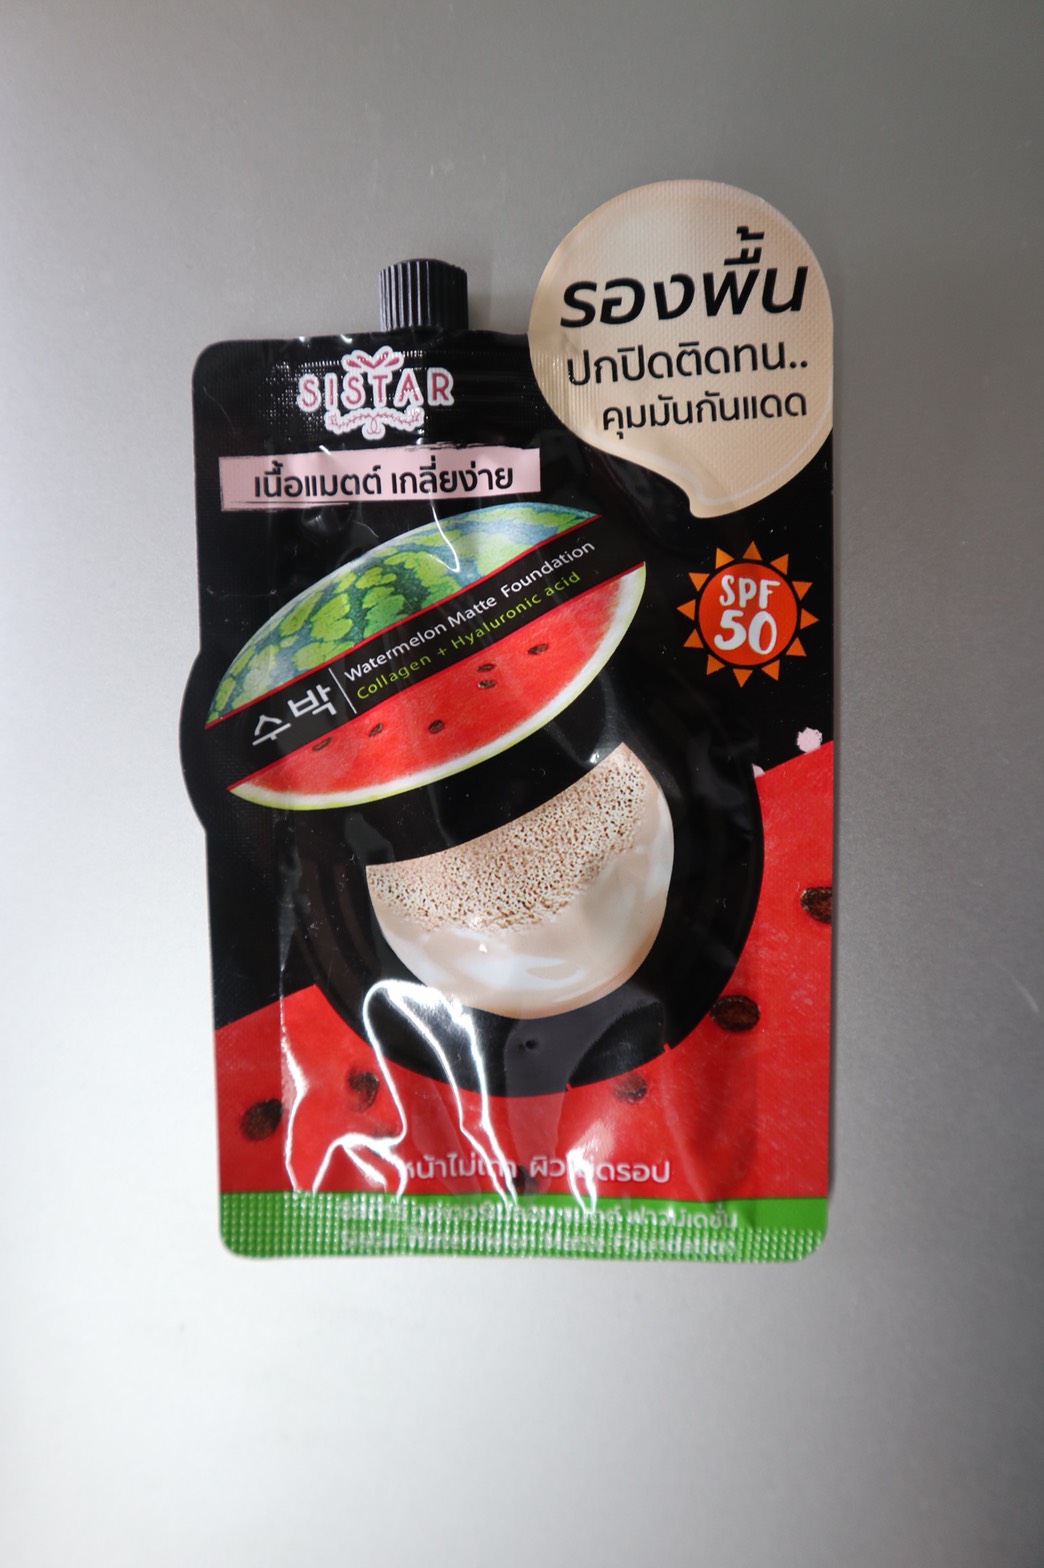 รองพื้น
ปกปิดติดทน..
คุมมันกันแดด
SISTAR
เนื้อแมตต์ เกลี่ยง่าย
수박
Watermelon Matte Foundation
Collagen + Hyaluronic acid
SPF
50